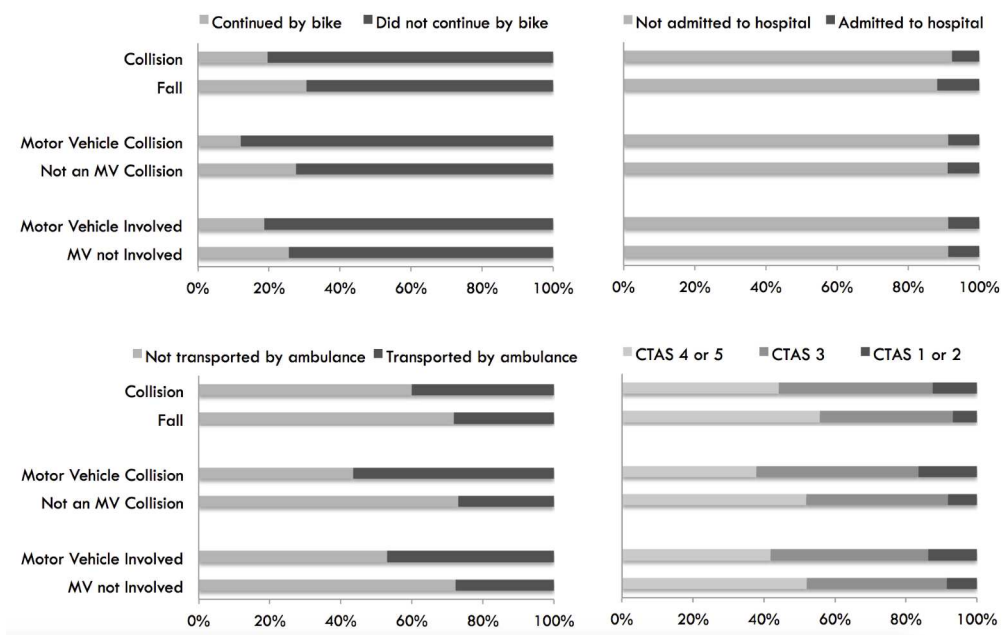 Continued by bike Did not continue by bike
Collision
Fall
Motor Vehicle Collision
Not an MV Collision
Motor Vehicle Involved
MV not Involved
0% 20% 40% 60% 80% 100%
Not admitted to hospital Admitted to hospital
0% 20% 40% 60% 80% 100%
Not transported by ambulance Transported by ambulance
Collision
Fall
Motor Vehicle Collision
Not an MV Collision
Motor Vehicle Involved
MV not Involved
0% 20% 40% 60% 80% 100%
CTAS 4 or 5 CTAS 3 CTAS 1 or 2
0% 20% 40% 60% 80% 100%